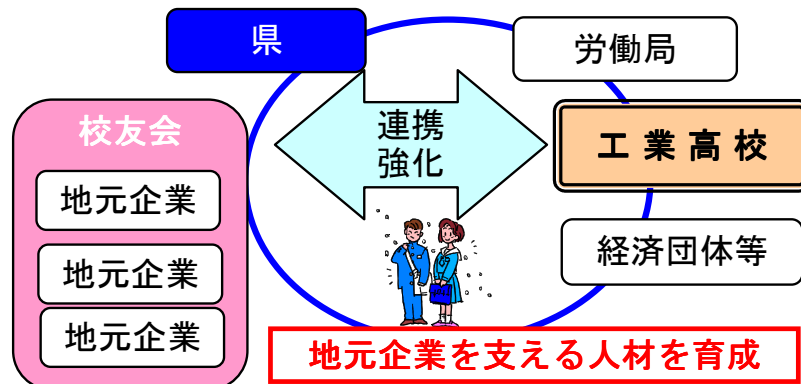 県
労働局
校友会
連携
強化
工業高校
地元企業
地元企業
経済団体等
地元企業
地元企業を支える人材を育成